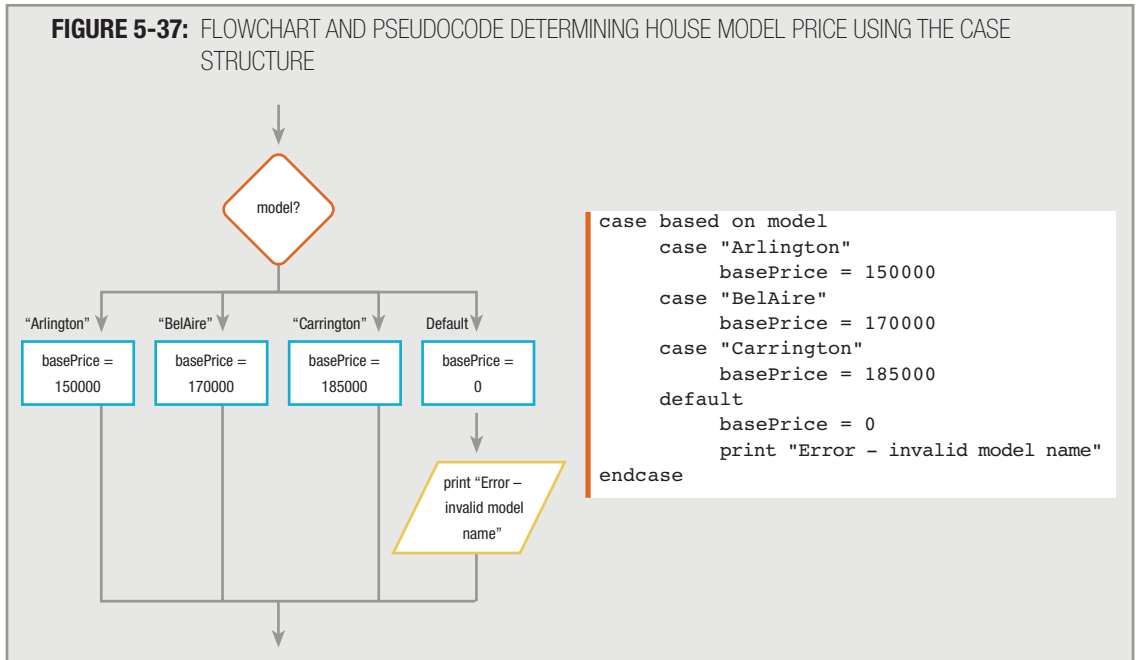 FIGURE 5-37: FLOWCHART AND PSEUDOCODE DETERMINING HOUSE MODEL PRICE USING THE CASE
STRUCTURE
model?
“Arlington”
“BelAire”
“Carrington”
Default
basePrice =
150000
basePrice =
170000
basePrice =
185000
basePrice =
0
print “Error –
invalid model
name”
case based on model
case "Arlington"
basePrice = 150000
case "BelAire"
basePrice = 170000
case "Carrington"
basePrice = 185000
default
basePrice = 0
print "Error – invalid model name"
endcase